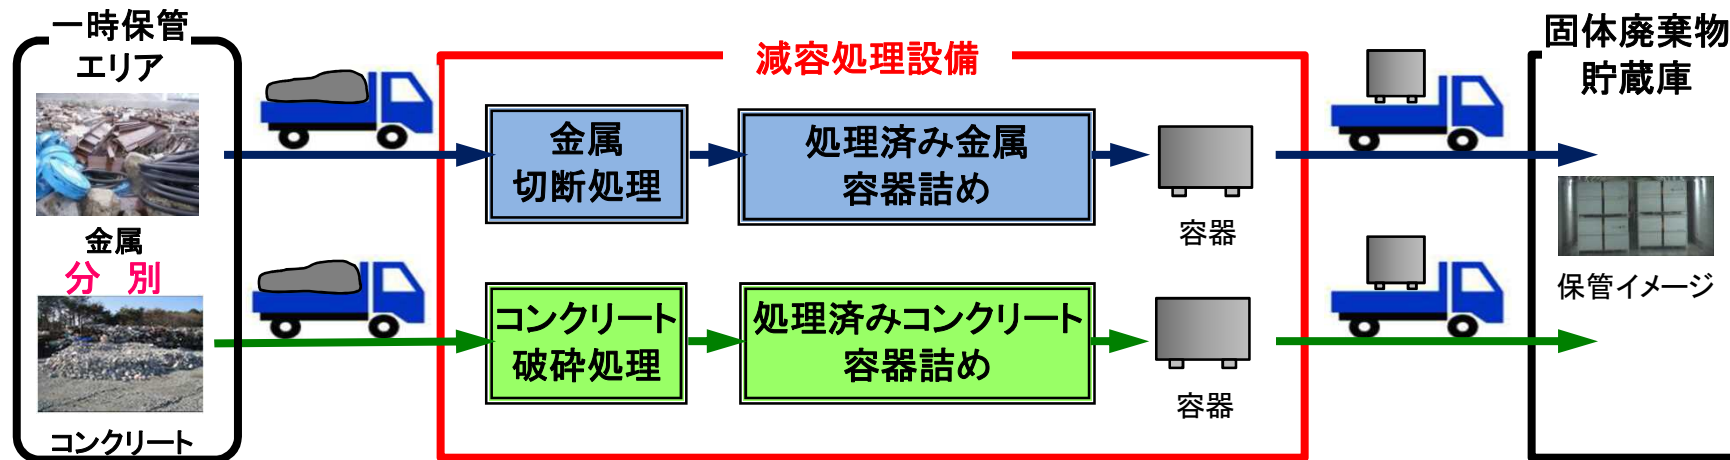 一時保管
エリア
金属
分 別
コンクリート
減容処理設備
金属
切断処理
処理済み金属
容器詰め
容器
コンクリート
破砕処理
処理済みコンクリート
容器詰め
容器
固体廃棄物
貯蔵庫
保管イメージ